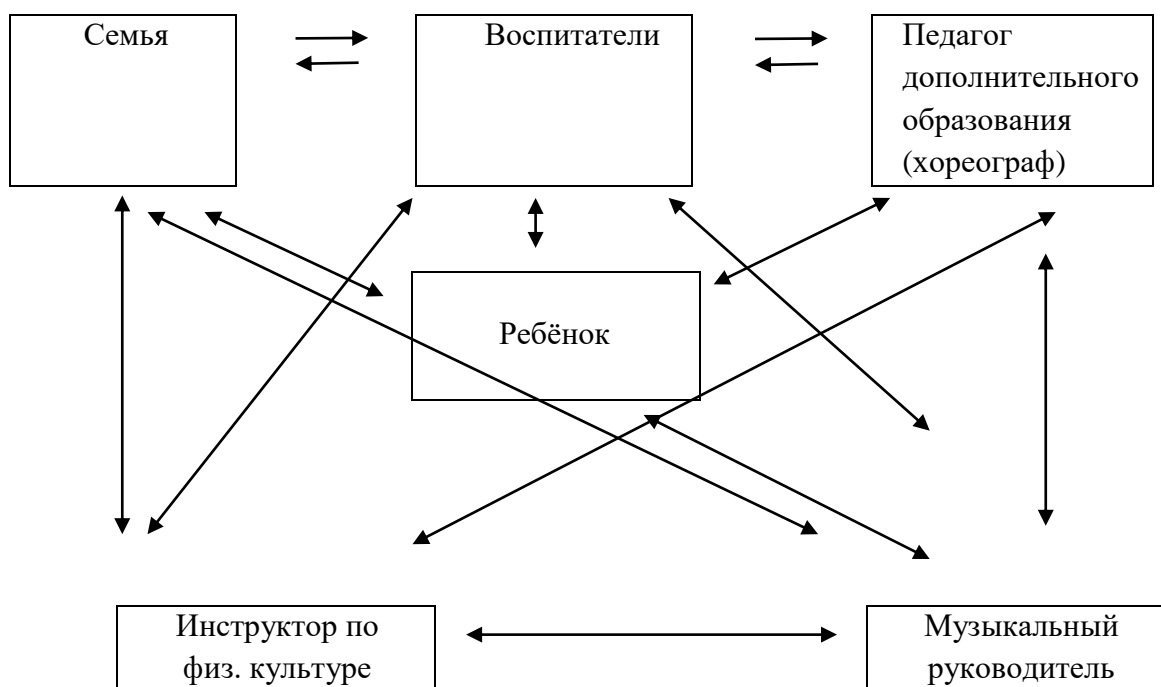 Семья
Воспитатели
Педагог
дополнительного
образования
(хореограф)
Ребёнок
Инструктор по
физ. культуре
Музыкальный
руководитель